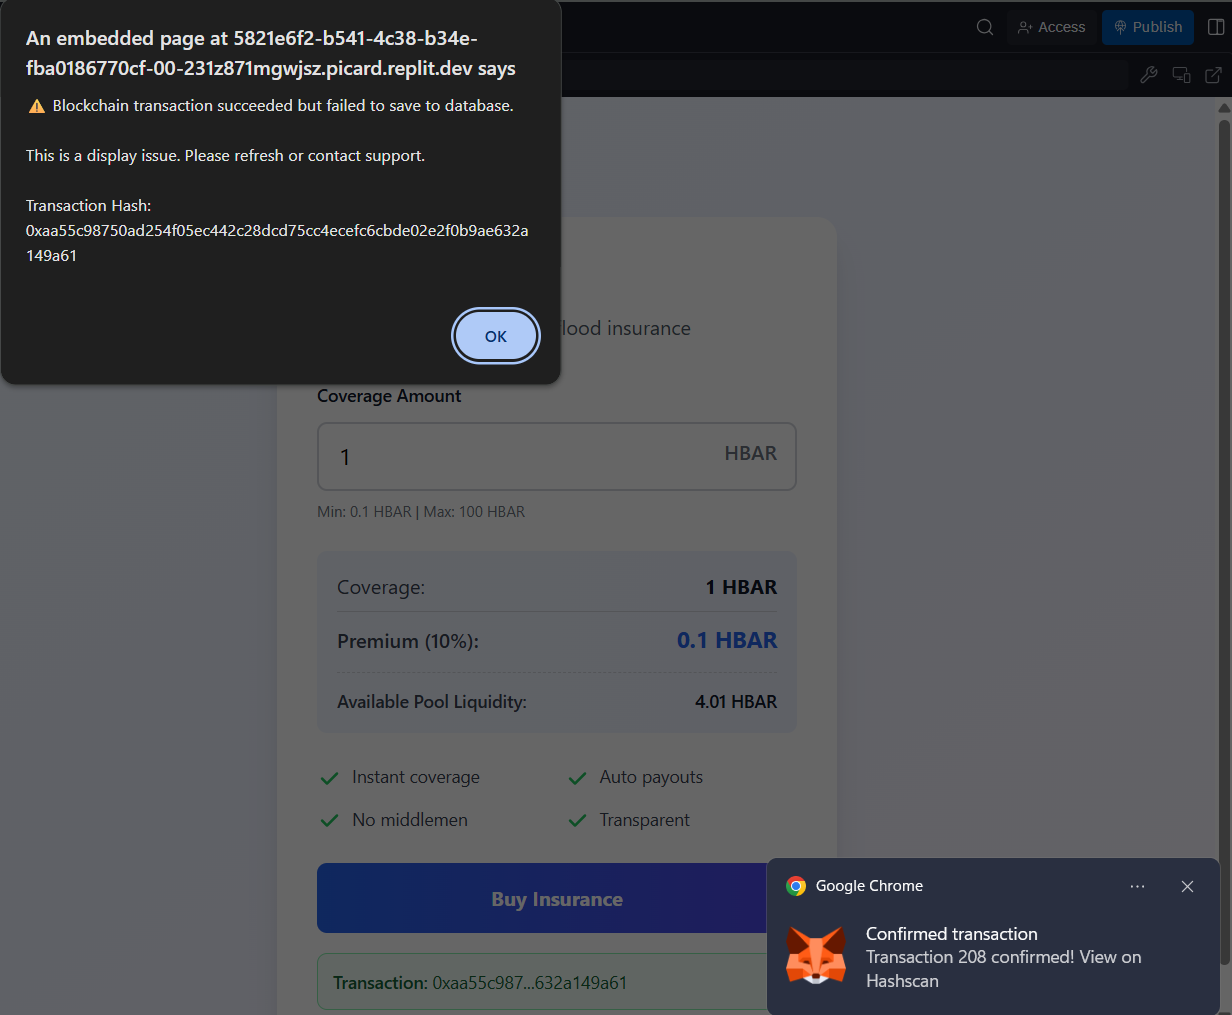 An embedded page at 5821e6f2-b541-4c38-b34e-
fba0186770cf-00-231z871mgwjsz.picard.replit.dev says
⚠️ Blockchain transaction succeeded but failed to save to database.
This is a display issue. Please refresh or contact support.
Transaction Hash:
0xaa55c98750ad254f05ec442c28dcd75cc4ecefc6cbde02e2f0b9ae632a
149a61
OK
Access
Publish
lood insurance
Coverage Amount
1 HBAR
Min: 0.1 HBAR | Max: 100 HBAR
Coverage: 1 HBAR
Premium (10%): 0.1 HBAR
Available Pool Liquidity: 4.01 HBAR
Instant coverage Auto payouts
No middlemen Transparent
Buy Insurance
Transaction: 0xaa55c987...632a149a61
Google Chrome
Confirmed transaction
Transaction 208 confirmed! View on
Hashscan